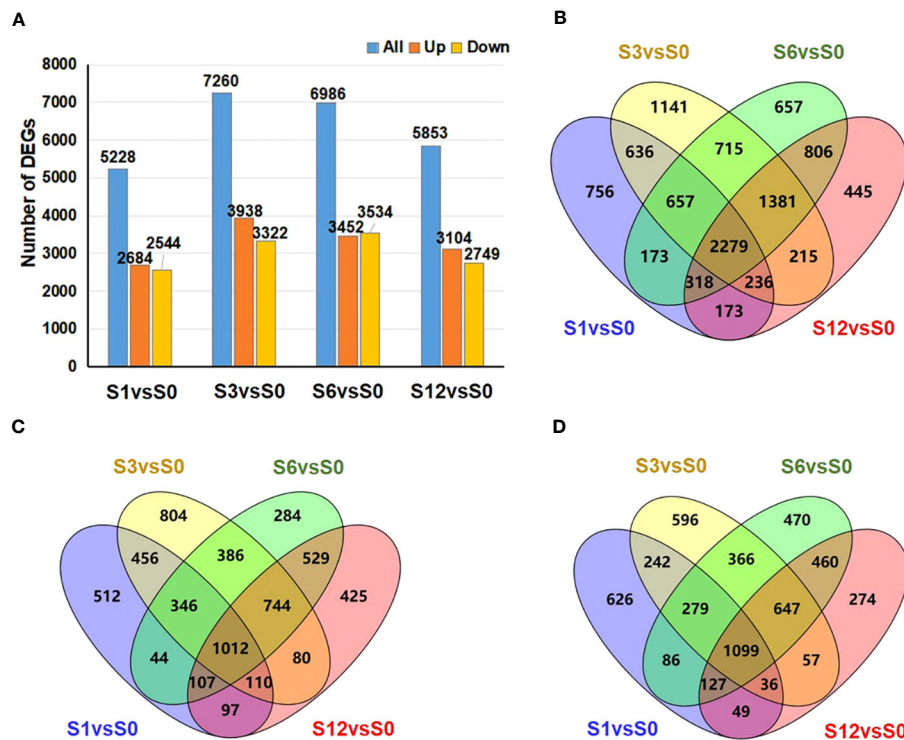 A
All Up Down
Number of DEGs
8000
7000
6000
5000
4000
3000
2000
1000
0
5228
2684
2544
7260
3938
3322
6986
3452
3534
5853
3104
2749
S1vsS0 S3vsS0 S6vsS0 S12vsS0
B
S3vsS0 S6vsS0
1141 657
636 715 806
756 657 1381 445
2279
173 215
318 236
173
S1vsS0 S12vsS0
C
S3vsS0 S6vsS0
804 284
456 386 529
512 346 744 425
1012
44 80
107 110
97
S1vsS0 S12vsS0
D
S3vsS0 S6vsS0
596 470
242 366 460
626 279 647 274
1099
86 57
127 36
49
S1vsS0 S12vsS0